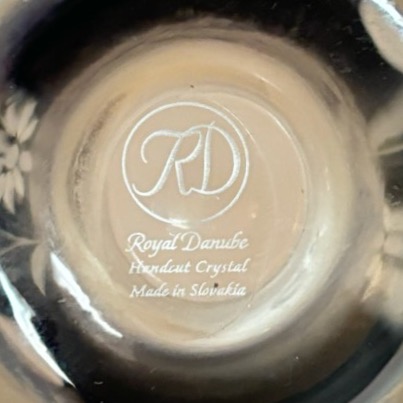 RD
Royal Danube
Handcut Crystal
Made in Slovakia